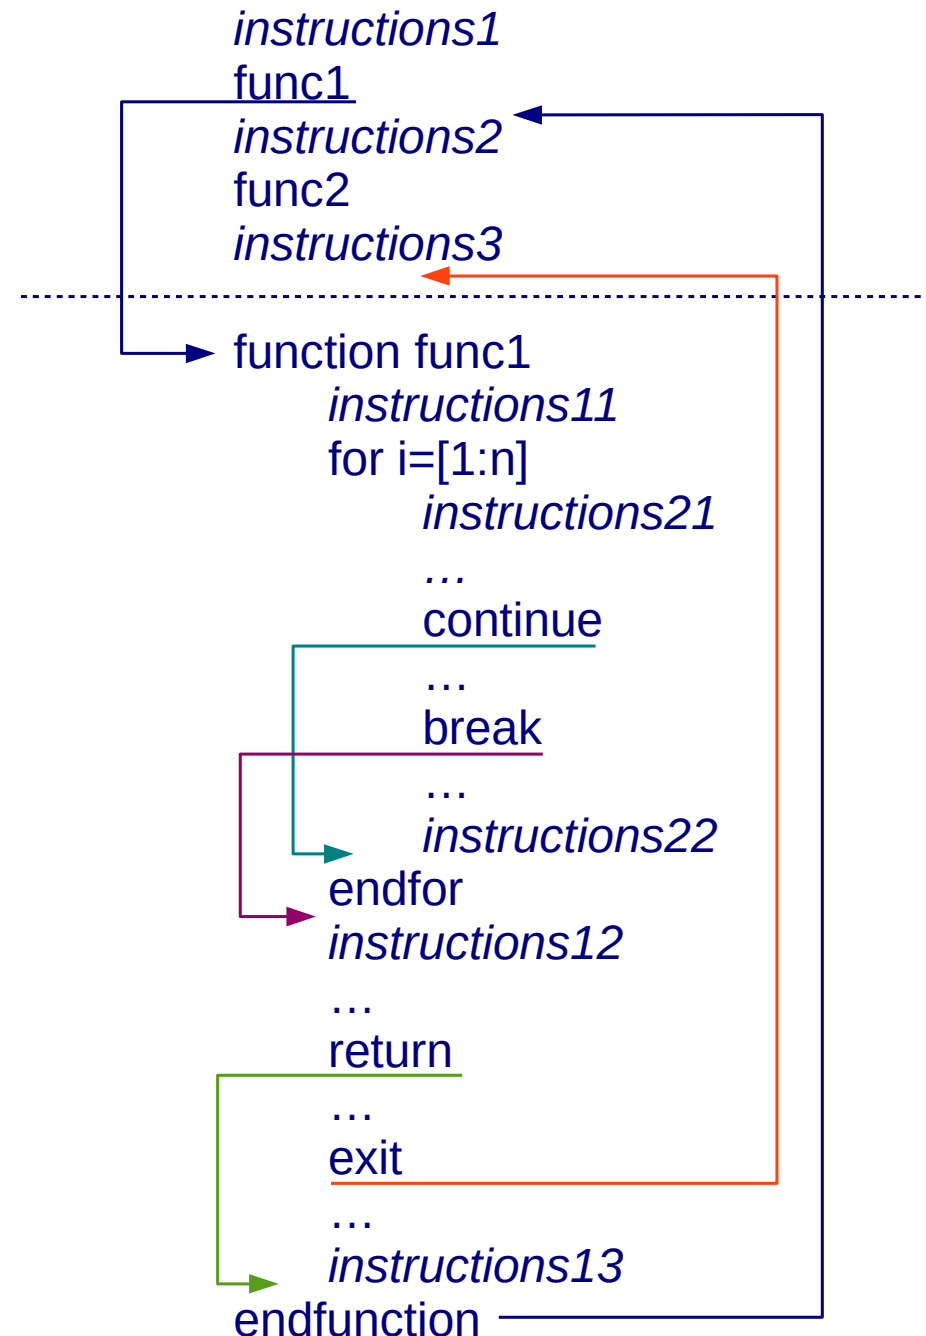 instructions1
func1
instructions2
func2
instructions3
function func1
instructions11
for i=[1:n]
instructions21
…
continue
…
break
…
instructions22
endfor
instructions12
…
return
…
exit
…
instructions13
endfunction